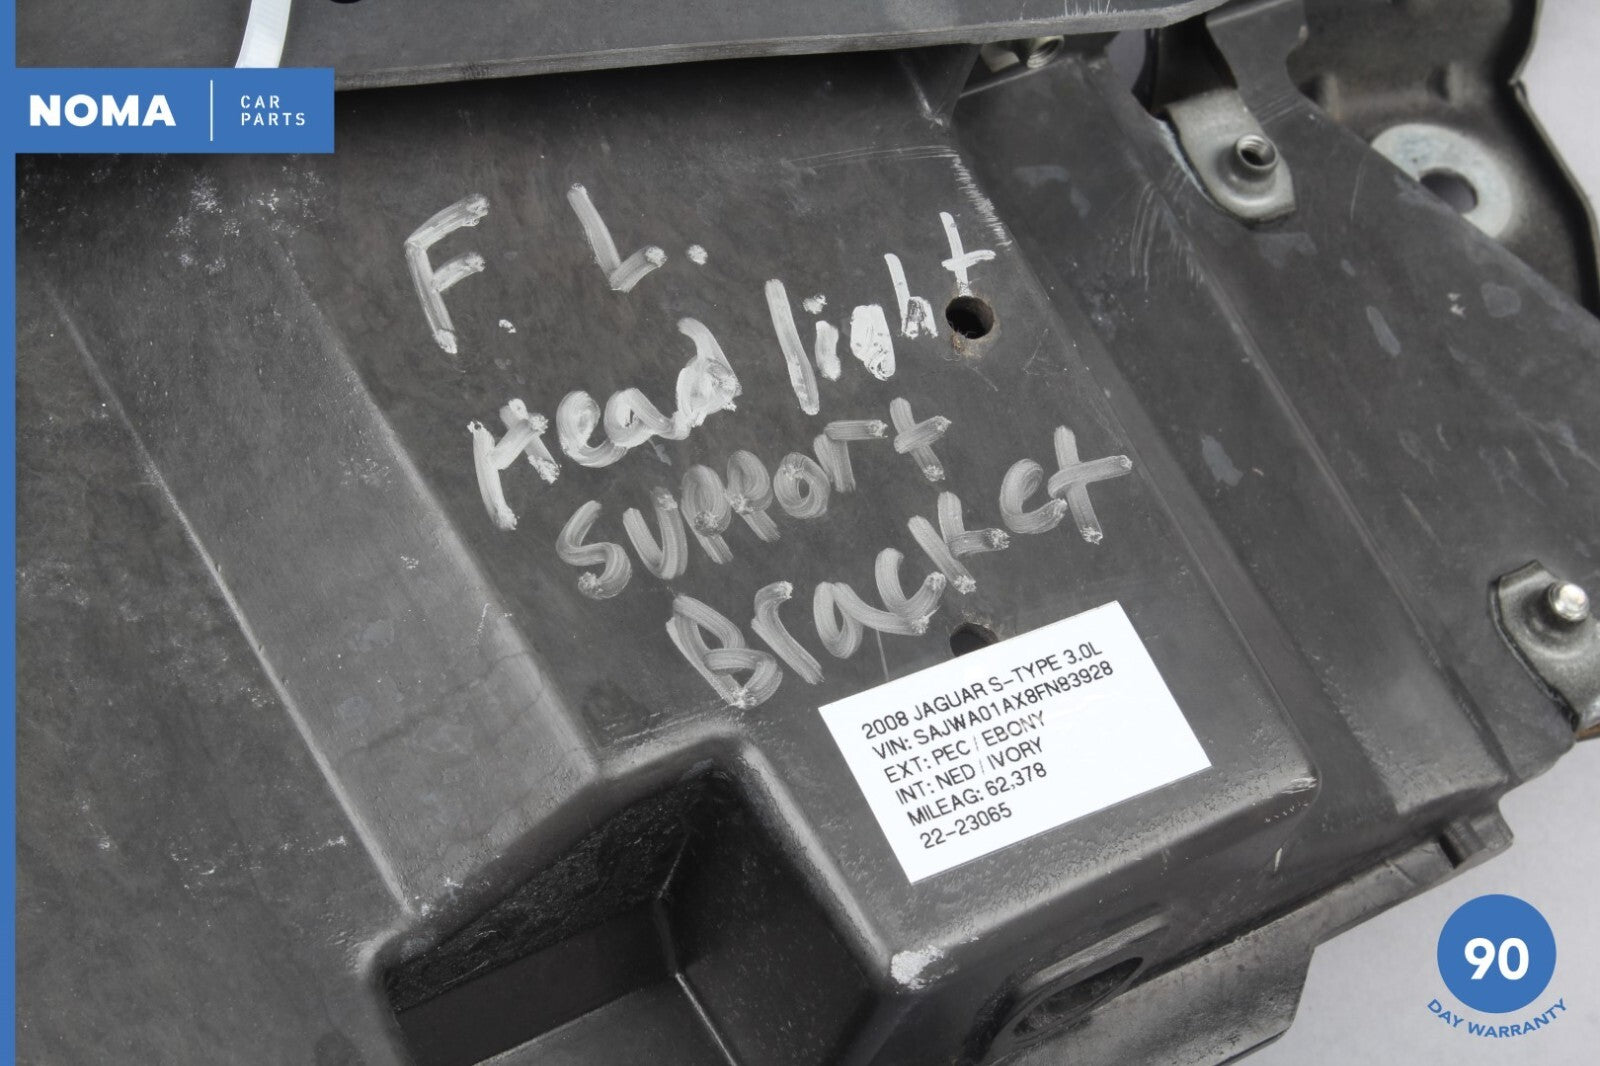 NOMA
CAR
PARTS
F. L.
Head light
support
Bracket
2008 JAGUAR S-TYPE 3.0L
VIN: SAJWA01AX8FN83928
EXT: PEC / EBONY
INT: NED / IVORY
MILEAG: 62,378
22-23065
90
DAY WARRANTY